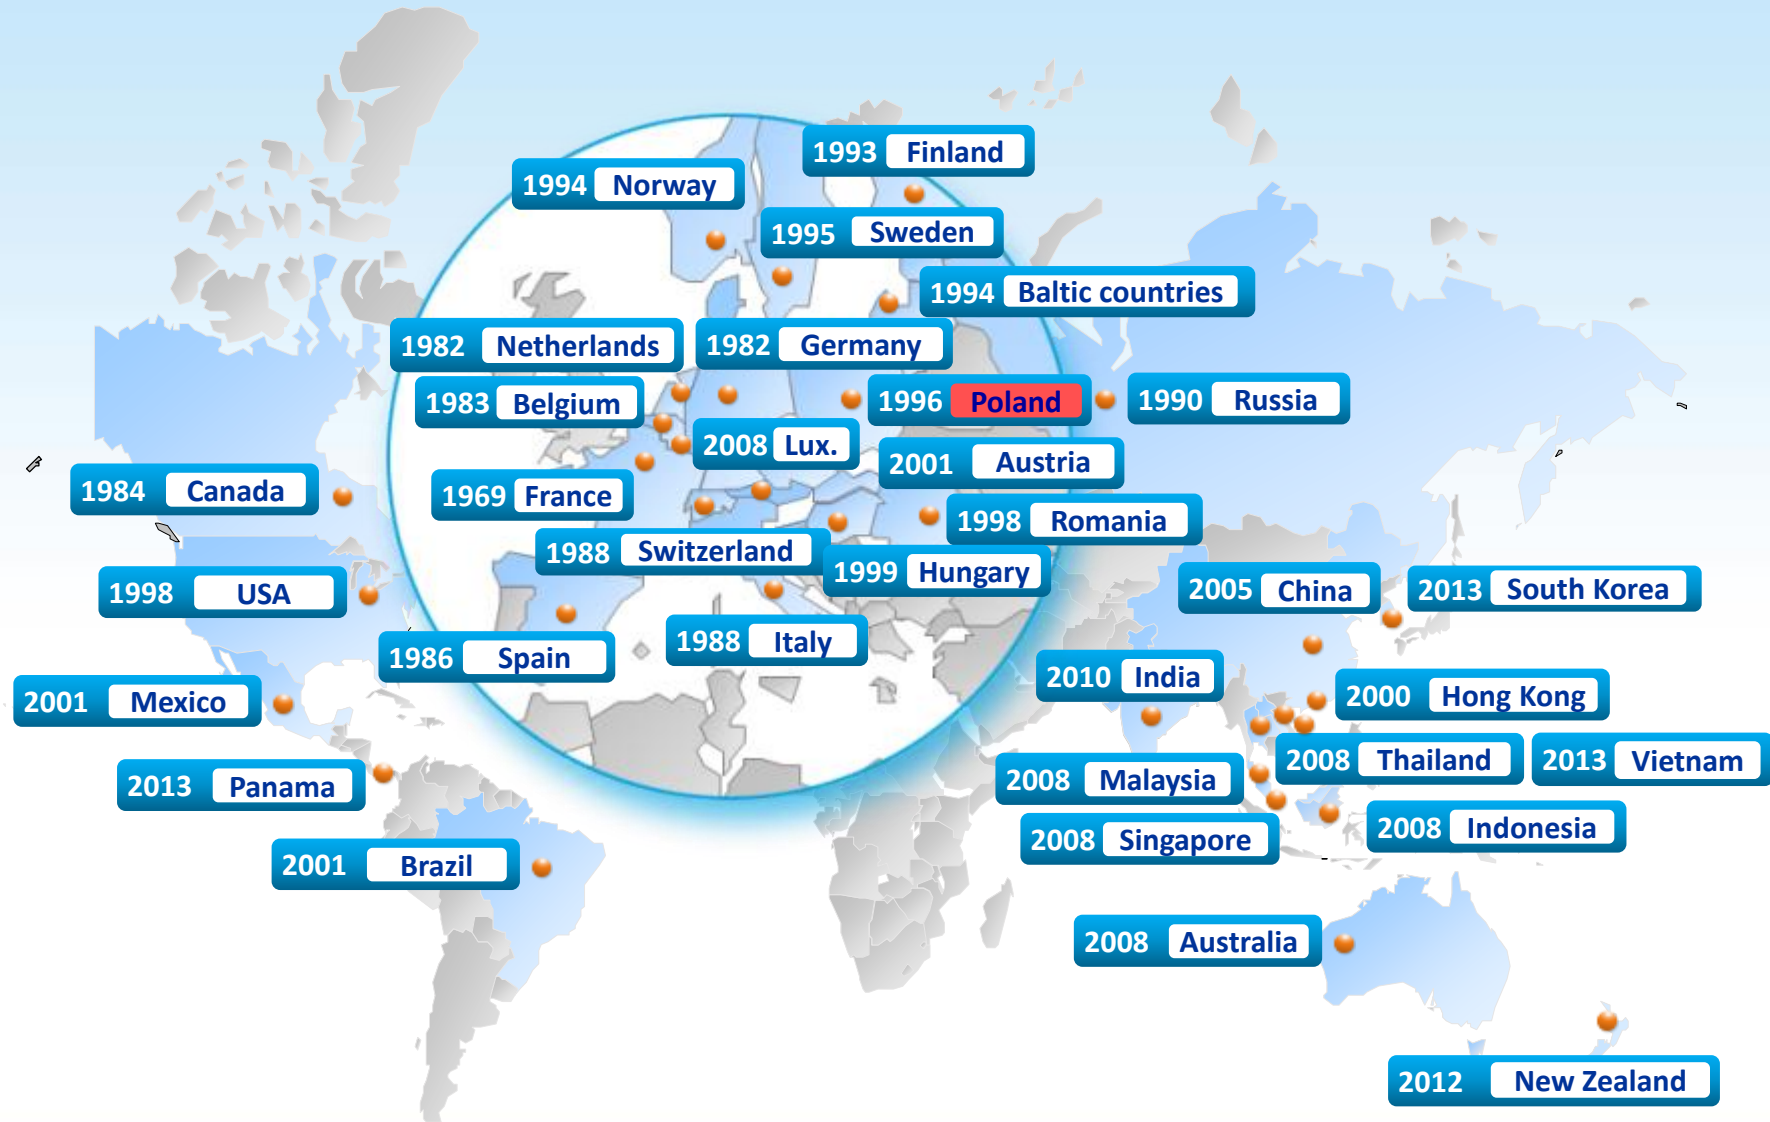 1993 Finland
1994 Norway
1995 Sweden
1994 Baltic countries
1982 Netherlands
1982 Germany
1983 Belgium
1996 Poland
1990 Russia
2008 Lux.
2001 Austria
1984 Canada
1969 France
1998 Romania
1988 Switzerland
1999 Hungary
1998 USA
2005 China
2013 South Korea
1986 Spain
1988 Italy
2010 India
2001 Mexico
2000 Hong Kong
2013 Panama
2008 Malaysia
2008 Thailand
2013 Vietnam
2008 Singapore
2008 Indonesia
2001 Brazil
2008 Australia
2012 New Zealand